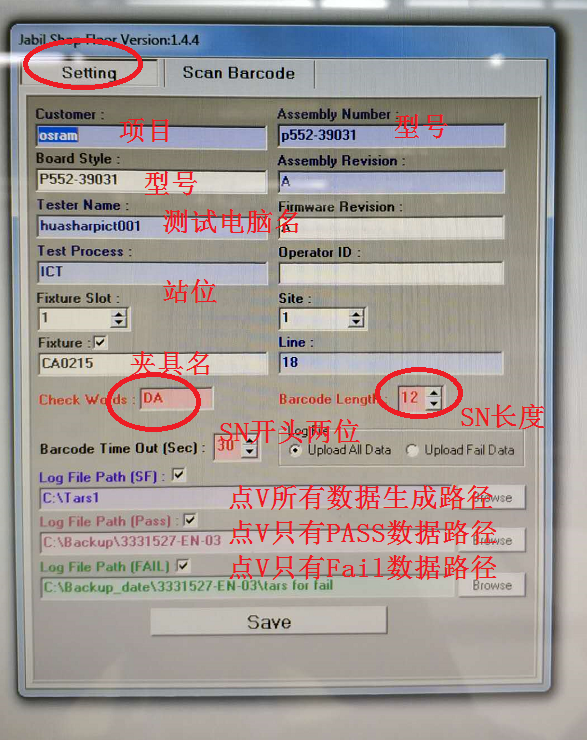 Jabil Shop Floor Version:1.4.4
Setting Scan Barcode
Customer : Assembly Number :
osram 项目 p552-39031 型号
Board Style : Assembly Revision :
P552-39031 型号 A
Tester Name : Firmware Revision :
huasharpict001 测试电脑名 A
Test Process : Operator ID :
ICT 站位
Fixture Slot : Site :
1 1
Fixture : Line :
CA0215 夹具名 18
Check Words : DA Barcode Length : 12
SN开头两位 SN长度
Barcode Time Out (Sec) : 30 Log File
Upload All Data Upload Fail Data
Log File Path (SF) :
C:\Tars1 点V所有数据生成路径 Browse
Log File Path (Pass) :
C:\Backup\3331527-EN-03 点V只有PASS数据路径 Browse
Log File Path (FAIL)
点V只有Fail数据路径
C:\Backup_date\3331527-EN-03\tars for fail Browse
Save